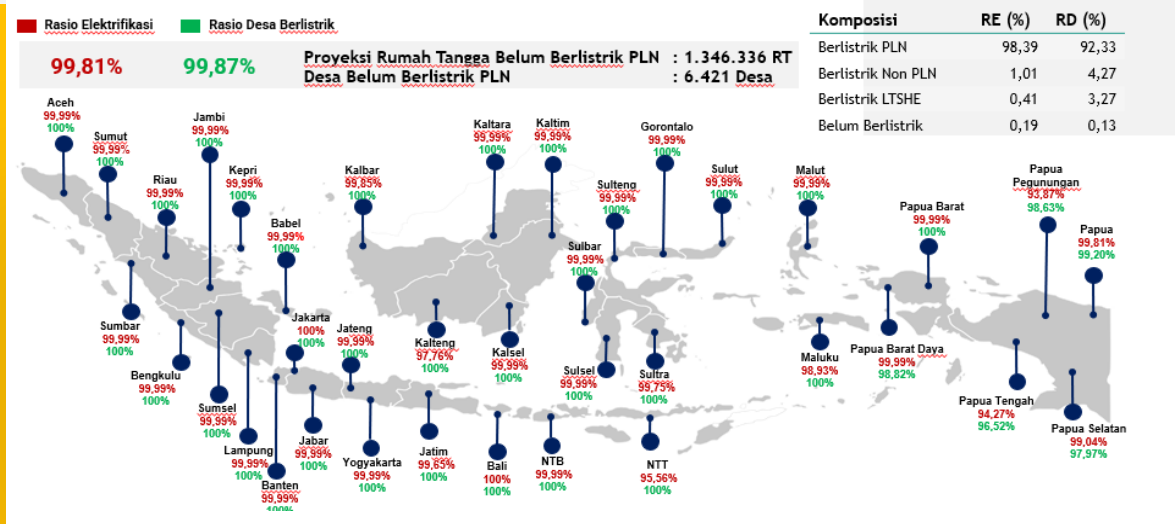 Rasio Elektrifikasi
Rasio Desa Berlistrik
99,81%
99,87%
Proyeksi Rumah Tangga Belum Berlistrik PLN : 1.346.336 RT
Desa Belum Berlistrik PLN : 6.421 Desa
Komposisi RE (%) RD (%)
Berlistrik PLN 98,39 92,33
Berlistrik Non PLN 1,01 4,27
Berlistrik LTSHE 0,41 3,27
Belum Berlistrik 0,19 0,13
Aceh
99,99%
100%
Sumut
99,99%
100%
Jambi
99,99%
100%
Riau
99,99%
100%
Kepri
99,99%
100%
Babel
99,99%
100%
Kalbar
99,85%
100%
Kaltara
99,99%
100%
Kaltim
99,99%
100%
Gorontalo
99,99%
100%
Sulteng
99,99%
100%
Sulut
99,99%
100%
Malut
99,99%
100%
Sulbar
99,99%
100%
Papua Barat
99,99%
100%
Papua
Pegunungan
93,87%
98,63%
Papua
99,81%
99,20%
Sumbar
99,99%
100%
Bengkulu
99,99%
100%
Sumsel
99,99%
100%
Lampung
99,99%
100%
Banten
99,99%
100%
Jakarta
100%
100%
Jateng
99,99%
100%
Jabar
99,99%
100%
Yogyakarta
99,99%
100%
Jatim
99,65%
100%
Bali
100%
100%
NTB
99,99%
100%
NTT
95,56%
100%
Kalteng
97,76%
100%
Kalsel
99,99%
100%
Sulsel
99,99%
100%
Sultra
99,75%
100%
Maluku
98,93%
100%
Papua Barat Daya
99,99%
98,82%
Papua Tengah
94,27%
96,52%
Papua Selatan
99,04%
97,97%